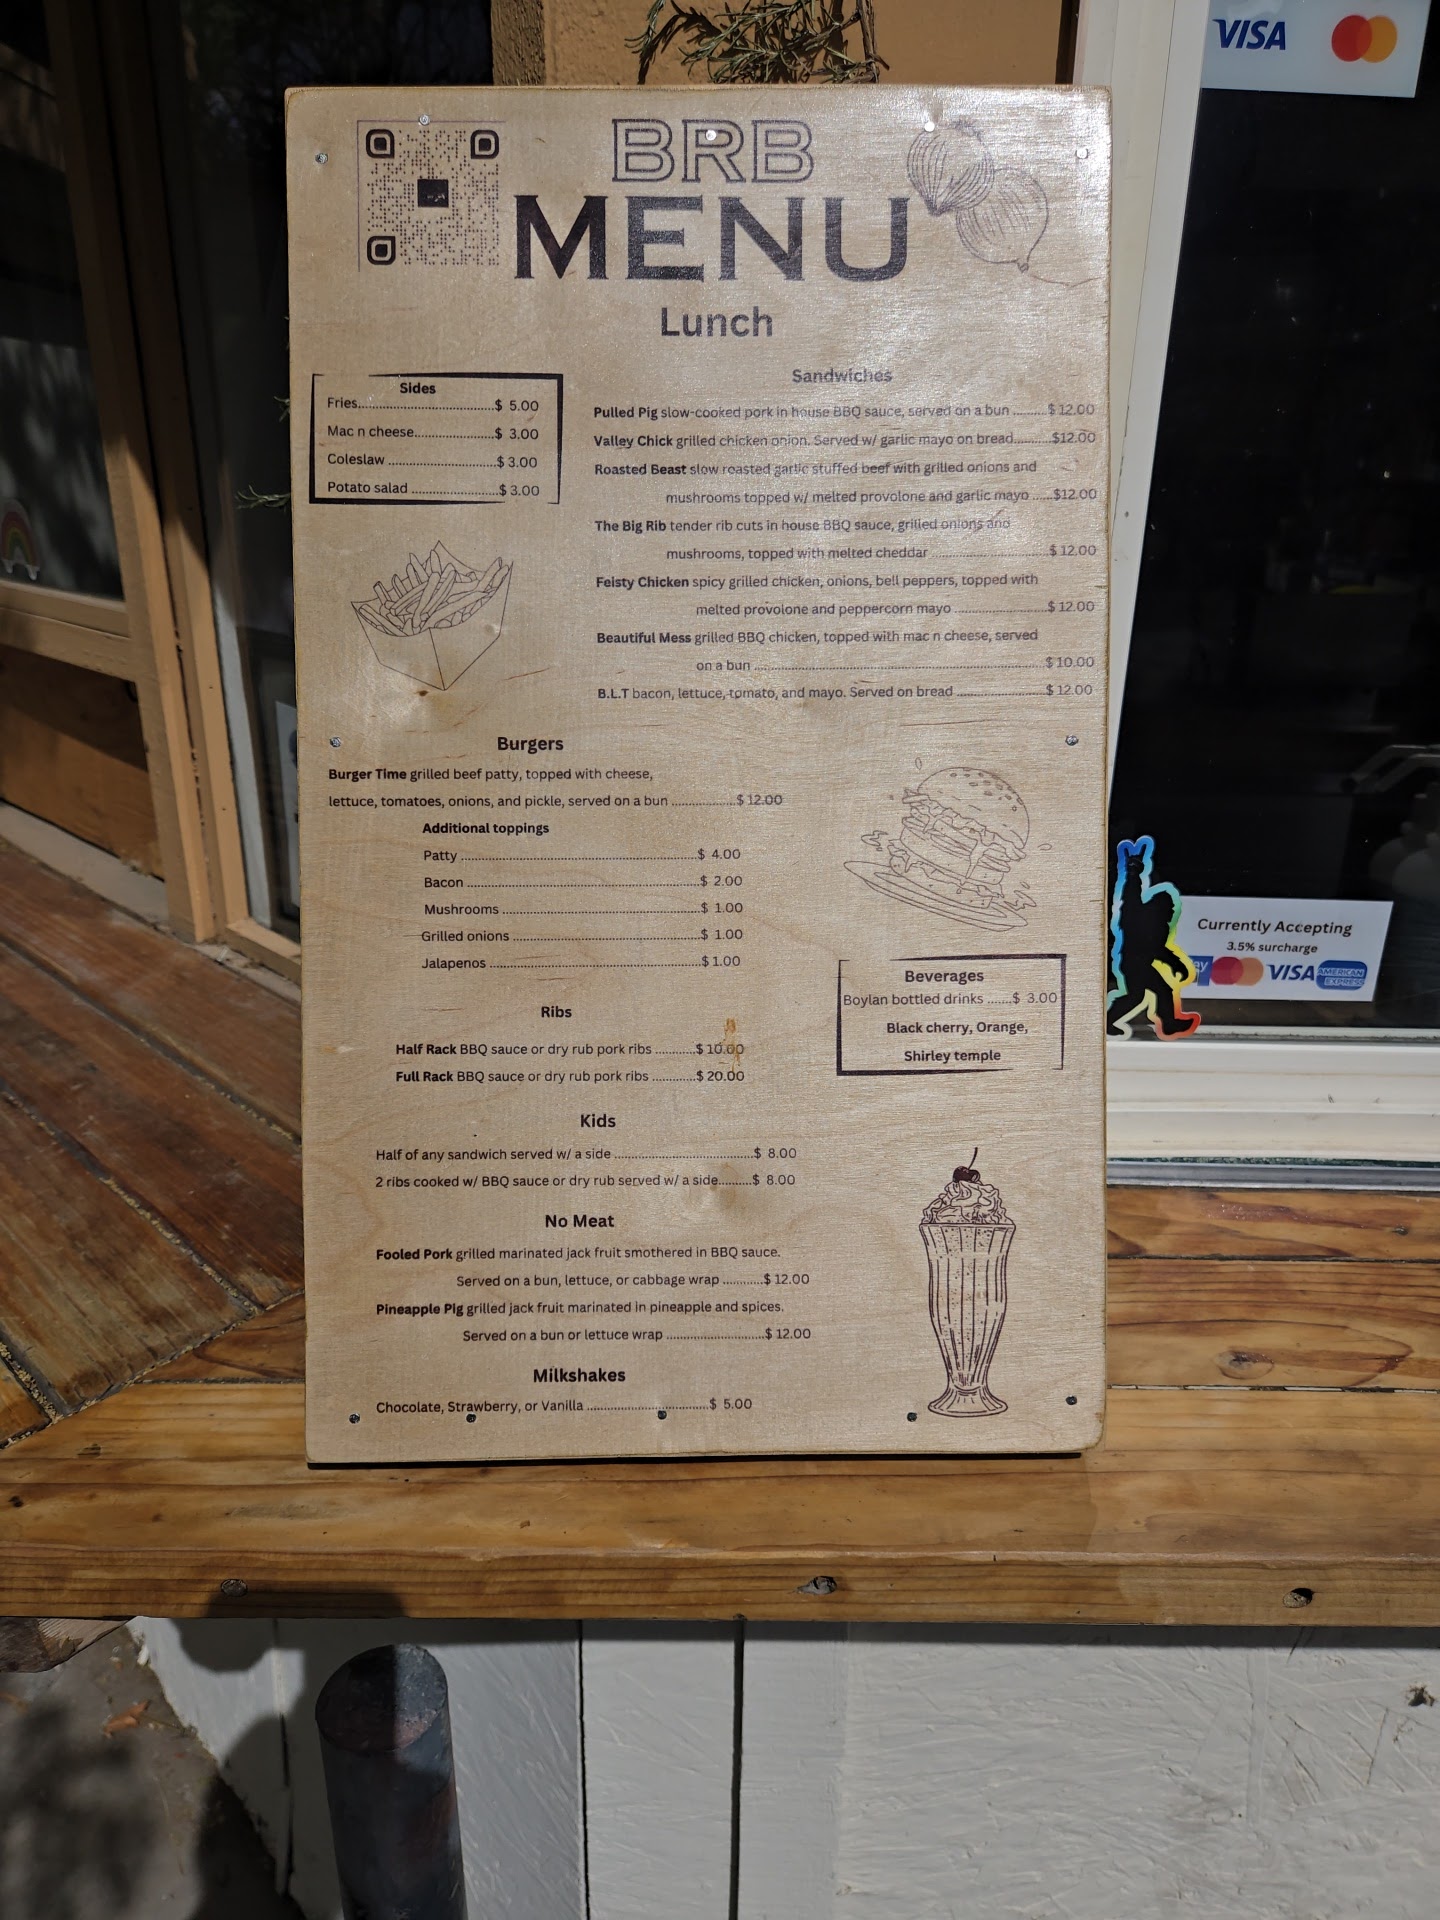 VISA
BRB
MENU
Lunch
Sides
Fries..........$ 5.00
Mac n cheese..........$ 3.00
Coleslaw..........$ 3.00
Potato salad..........$ 3.00
Sandwiches
Pulled Pig slow-cooked pork in house BBQ sauce, served on a bun..........$ 12.00
Valley Chick grilled chicken onion. Served w/ garlic mayo on bread..........$12.00
Roasted Beast slow roasted garlic stuffed beef with grilled onions and
mushrooms topped w/ melted provolone and garlic mayo..........$12.00
The Big Rib tender rib cuts in house BBQ sauce, grilled onions and
mushrooms, topped with melted cheddar..........$ 12.00
Feisty Chicken spicy grilled chicken, onions, bell peppers, topped with
melted provolone and peppercorn mayo..........$ 12.00
Beautiful Mess grilled BBQ chicken, topped with mac n cheese, served
on a bun..........$ 10.00
B.L.T bacon, lettuce, tomato, and mayo. Served on bread..........$ 12.00
Burgers
Burger Time grilled beef patty, topped with cheese,
lettuce, tomatoes, onions, and pickle, served on a bun..........$ 12.00
Additional toppings
Patty..........$ 4.00
Bacon..........$ 2.00
Mushrooms..........$ 1.00
Grilled onions..........$ 1.00
Jalapenos..........$ 1.00
Beverages
Boylan bottled drinks.......$ 3.00
Black cherry, Orange,
Shirley temple
Ribs
Half Rack BBQ sauce or dry rub pork ribs..........$ 10.00
Full Rack BBQ sauce or dry rub pork ribs..........$ 20.00
Kids
Half of any sandwich served w/ a side..........$ 8.00
2 ribs cooked w/ BBQ sauce or dry rub served w/ a side..........$ 8.00
No Meat
Fooled Pork grilled marinated jack fruit smothered in BBQ sauce.
Served on a bun, lettuce, or cabbage wrap..........$ 12.00
Pineapple Pig grilled jack fruit marinated in pineapple and spices.
Served on a bun or lettuce wrap..........$ 12.00
Milkshakes
Chocolate, Strawberry, or Vanilla..........$ 5.00
Currently Accepting
3.5% surcharge
VISA AMERICAN EXPRESS